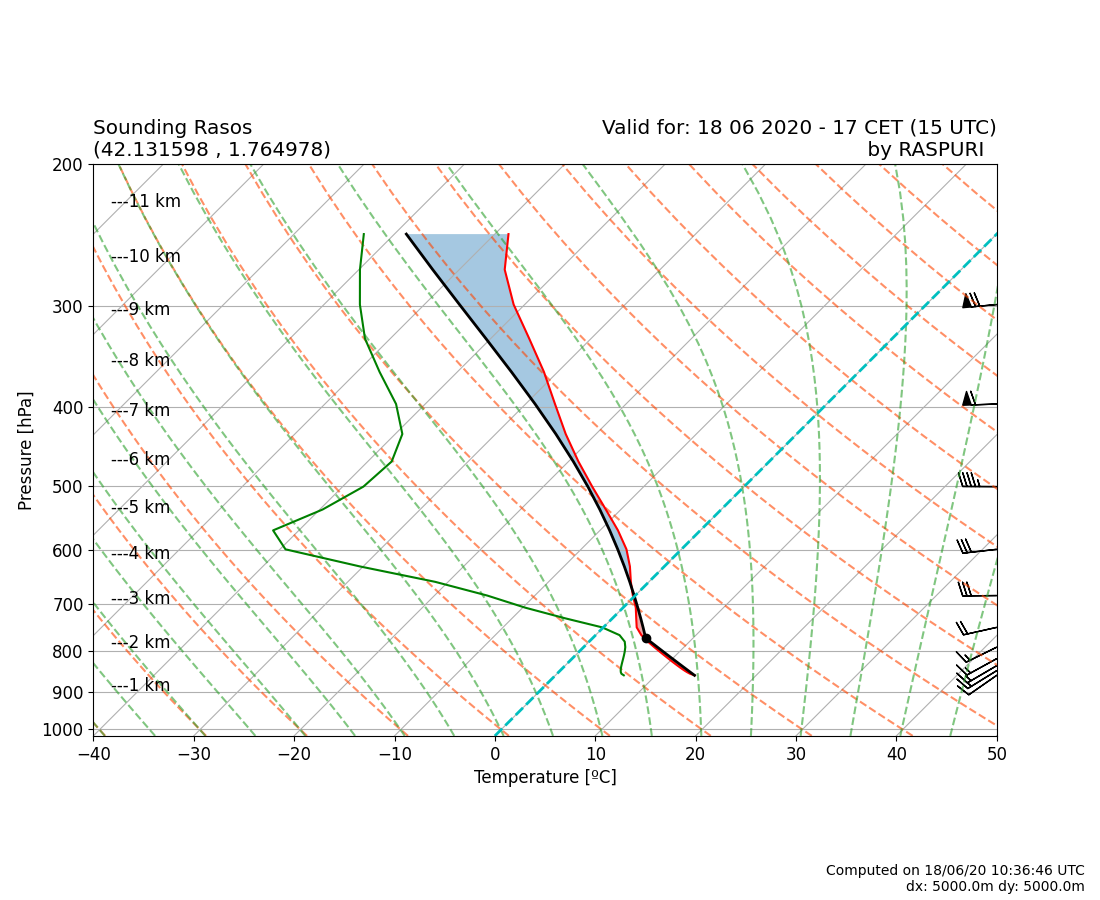 Sounding Rasos
(42.131598 , 1.764978)
Valid for: 18 06 2020 - 17 CET (15 UTC)
by RASPURI
200
300
400
500
600
700
800
900
1000
Pressure [hPa]
---11 km
---10 km
---9 km
---8 km
---7 km
---6 km
---5 km
---4 km
---3 km
---2 km
---1 km
−40 −30 −20 −10 0 10 20 30 40 50
Temperature [ºC]
Computed on 18/06/20 10:36:46 UTC
dx: 5000.0m dy: 5000.0m